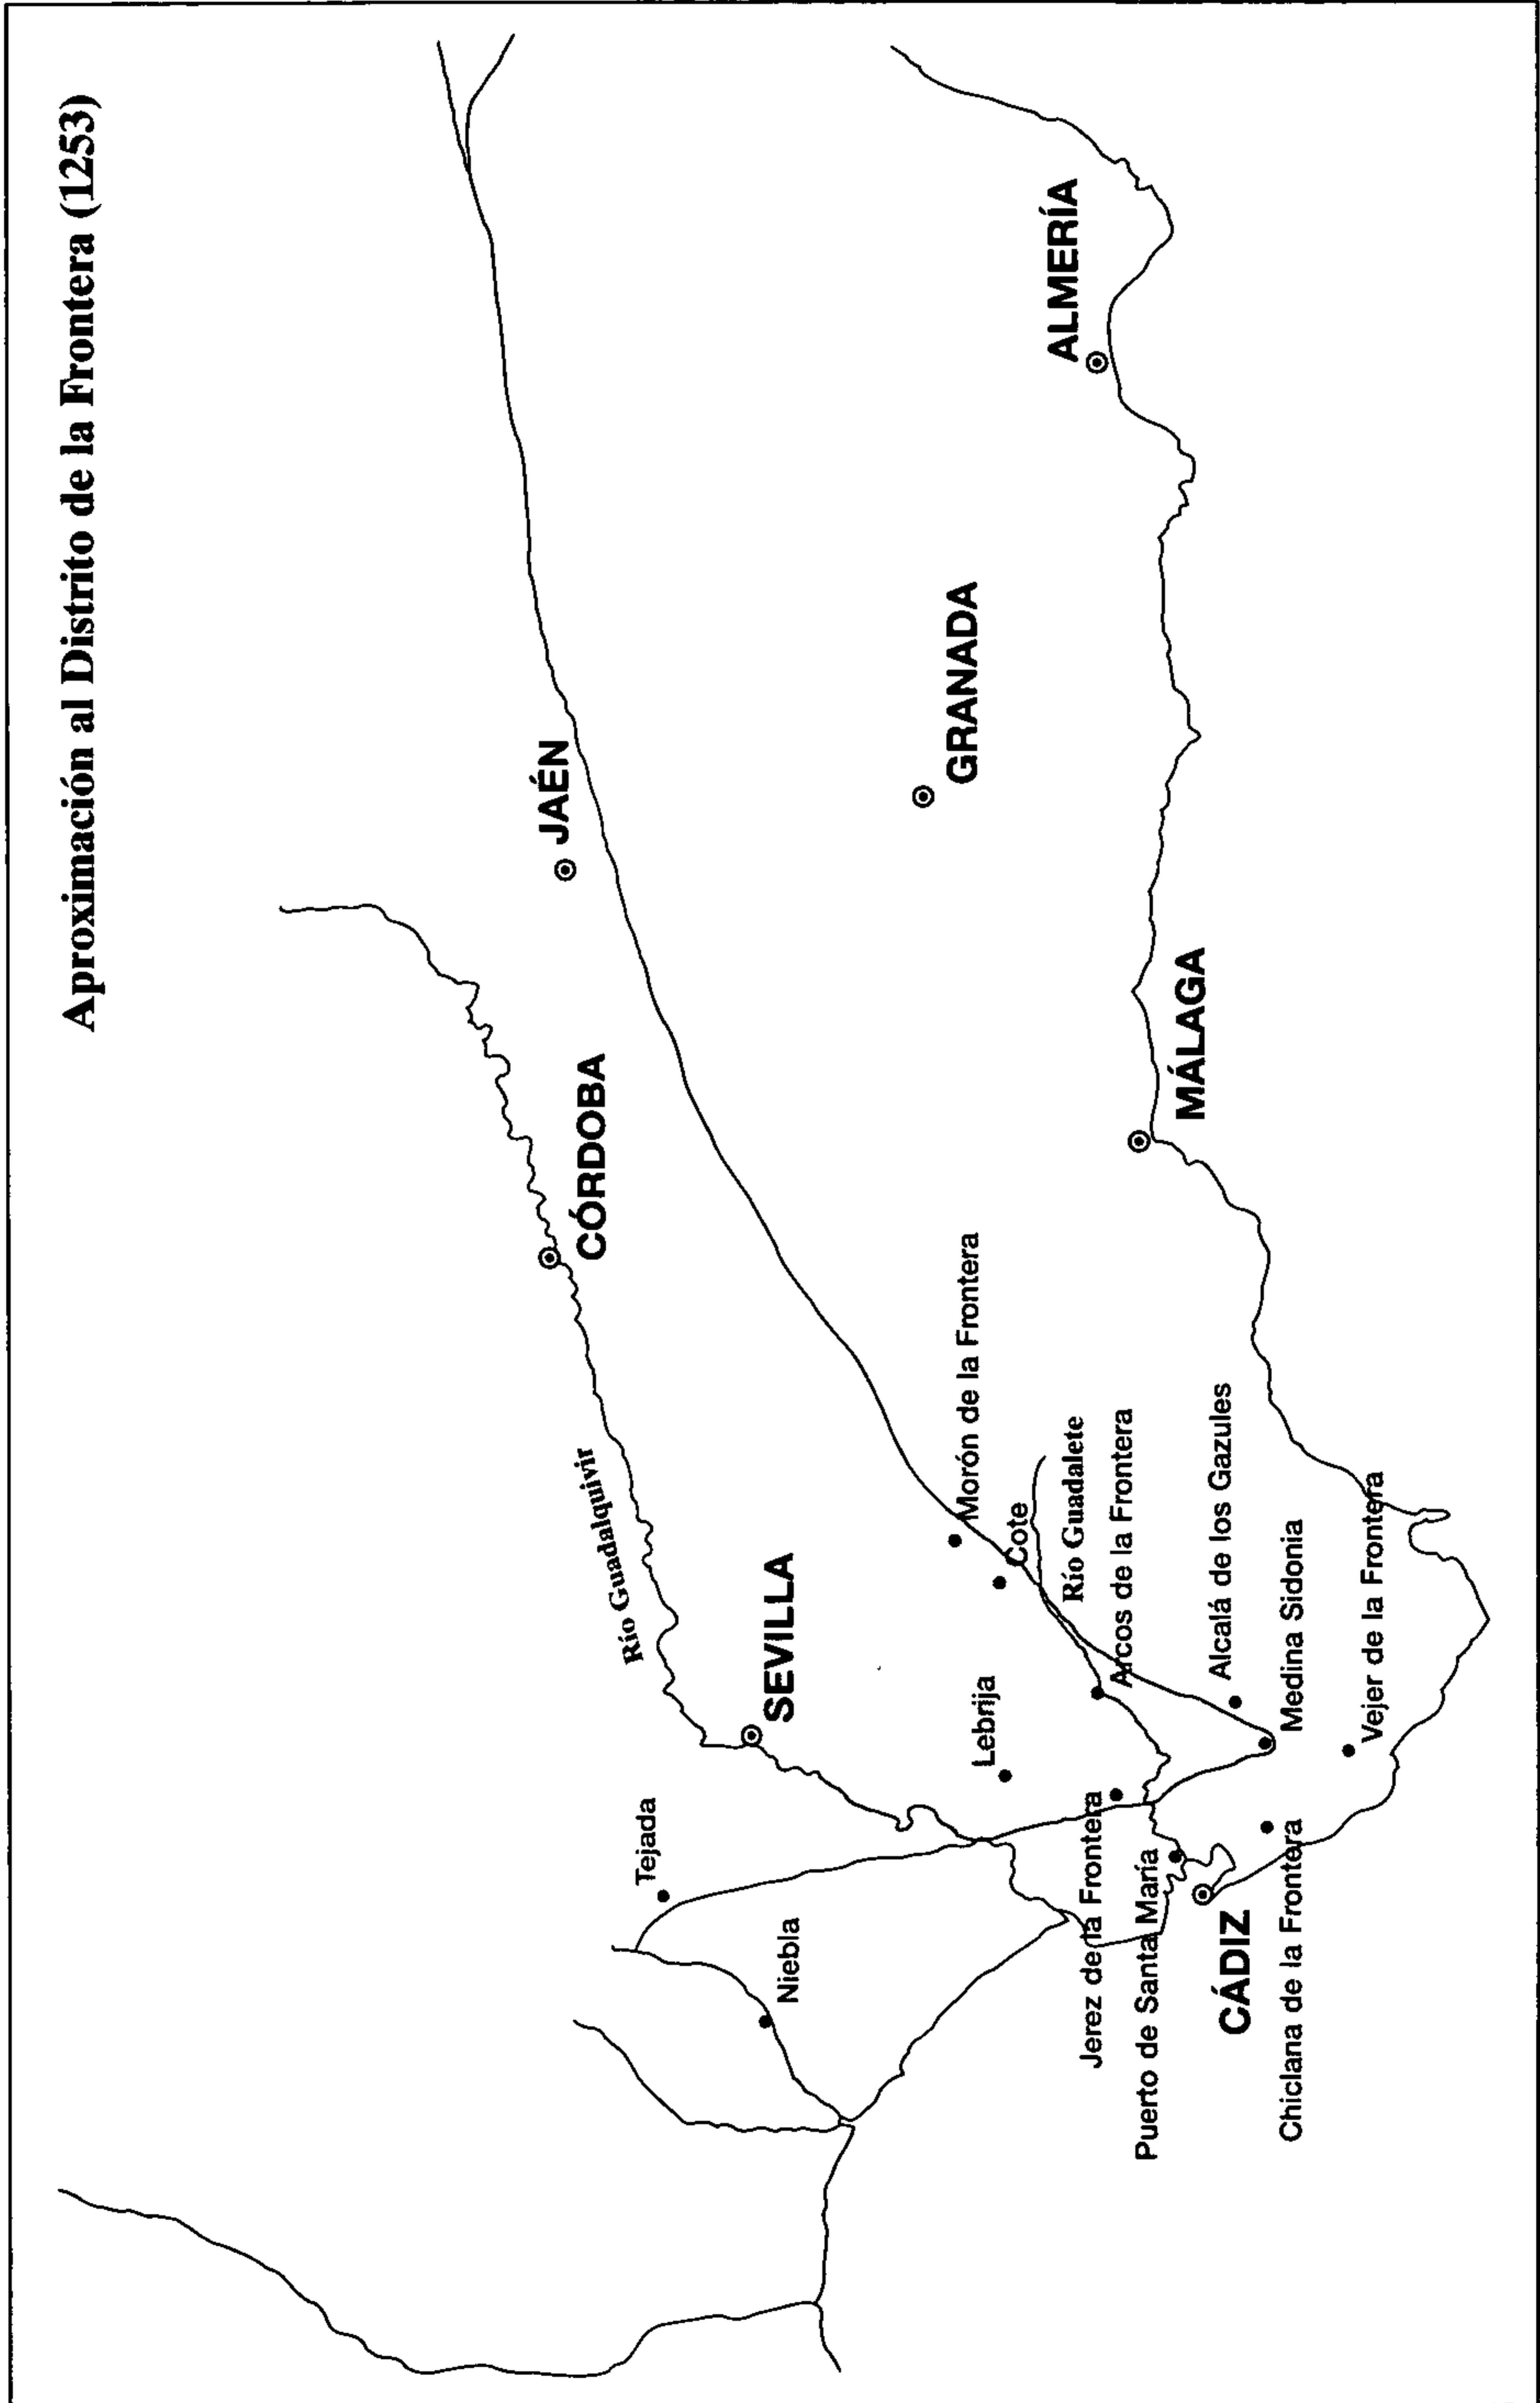 Aproximación al Distrito de la Frontera (1253)
JAÉN
CÓRDOBA
Río Guadalquivir
SEVILLA
Tejada
Niebla
ALMERÍA
GRANADA
MÁLAGA
Morón de la Frontera
Cote
Río Guadalete
Lebrija
Arcos de la Frontera
Jerez de la Frontera
Puerto de Santa María
Alcalá de los Gazules
CÁDIZ
Medina Sidonia
Chiclana de la Frontera
Vejer de la Frontera